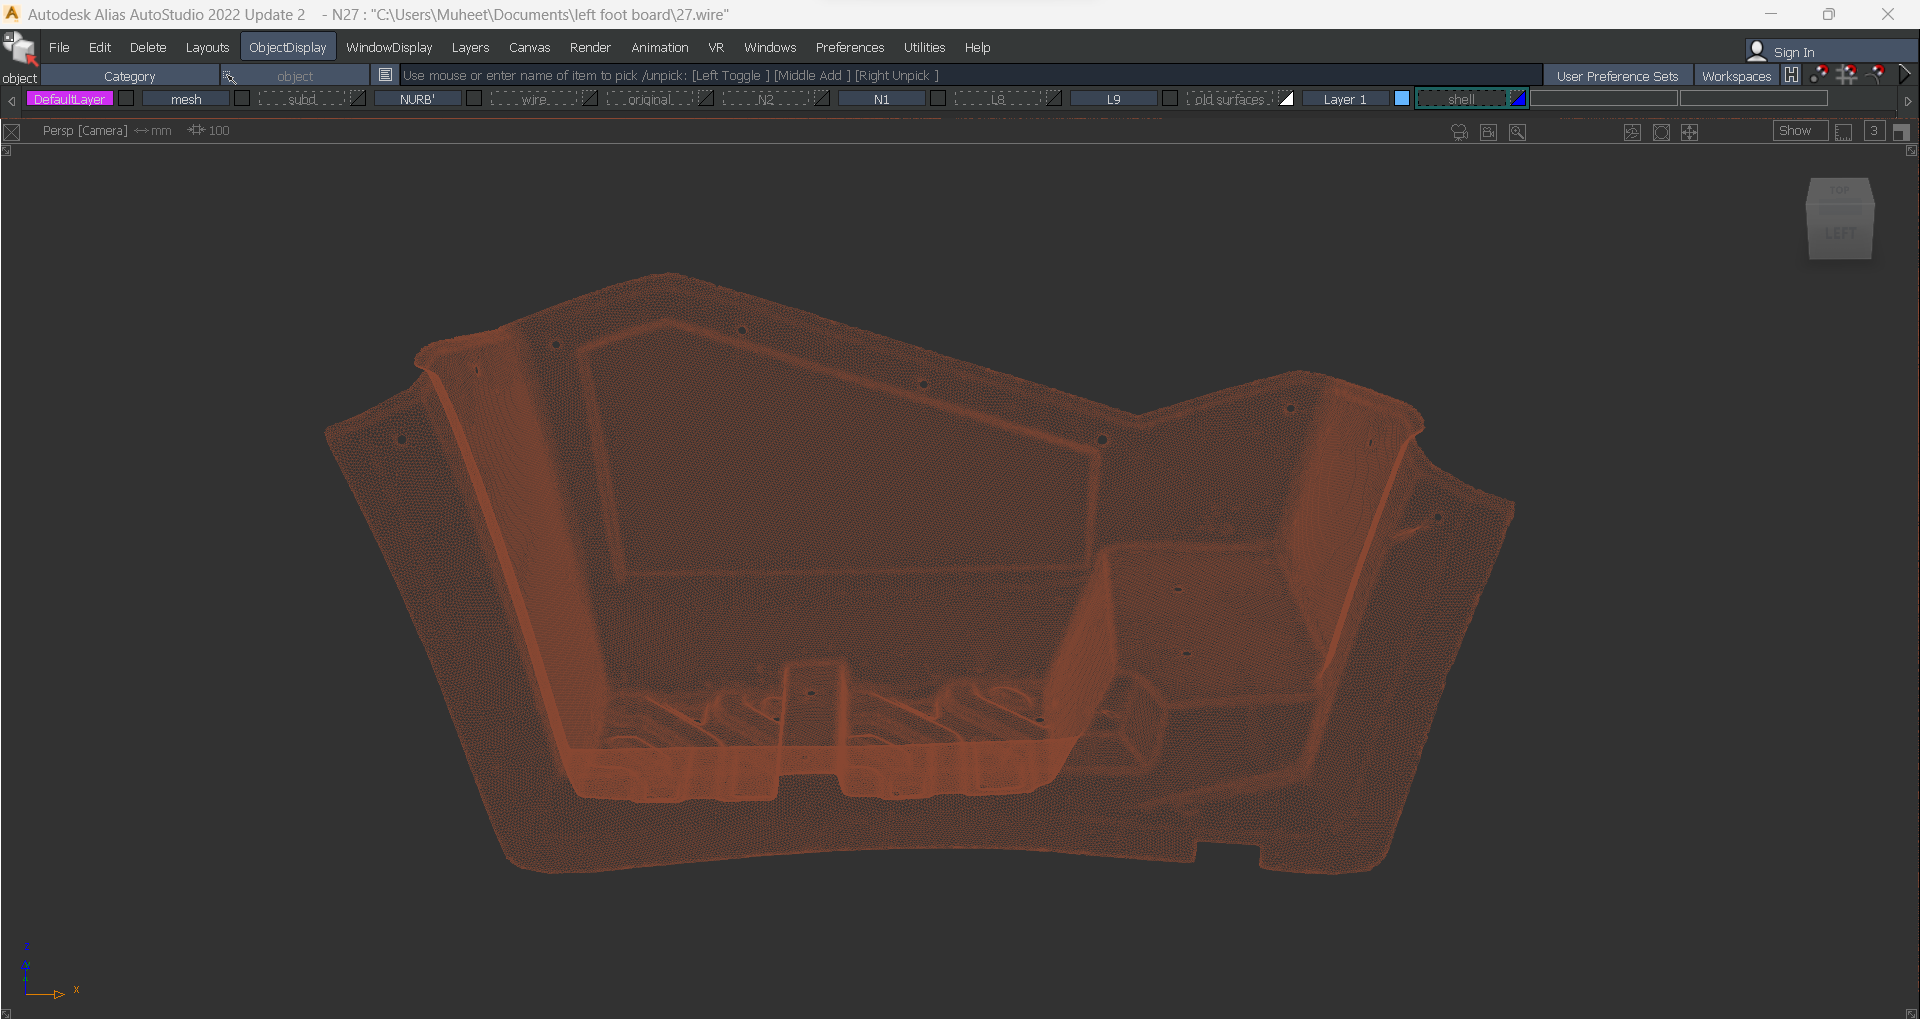 Autodesk Alias AutoStudio 2022 Update 2 - N27 : "C:\Users\Muheet\Documents\left foot board\27.wire"
File Edit Delete Layouts ObjectDisplay WindowDisplay Layers Canvas Render Animation VR Windows Preferences Utilities Help
Sign In
object Category object Use mouse or enter name of item to pick /unpick: [Left Toggle ] [Middle Add ] [Right Unpick ] User Preference Sets Workspaces
DefaultLayer mesh subd NURB' wire original N2 N1 L8 L9 old surfaces Layer 1 shell
Persp [Camera] mm 100 Show 3
TOP
LEFT
z
x